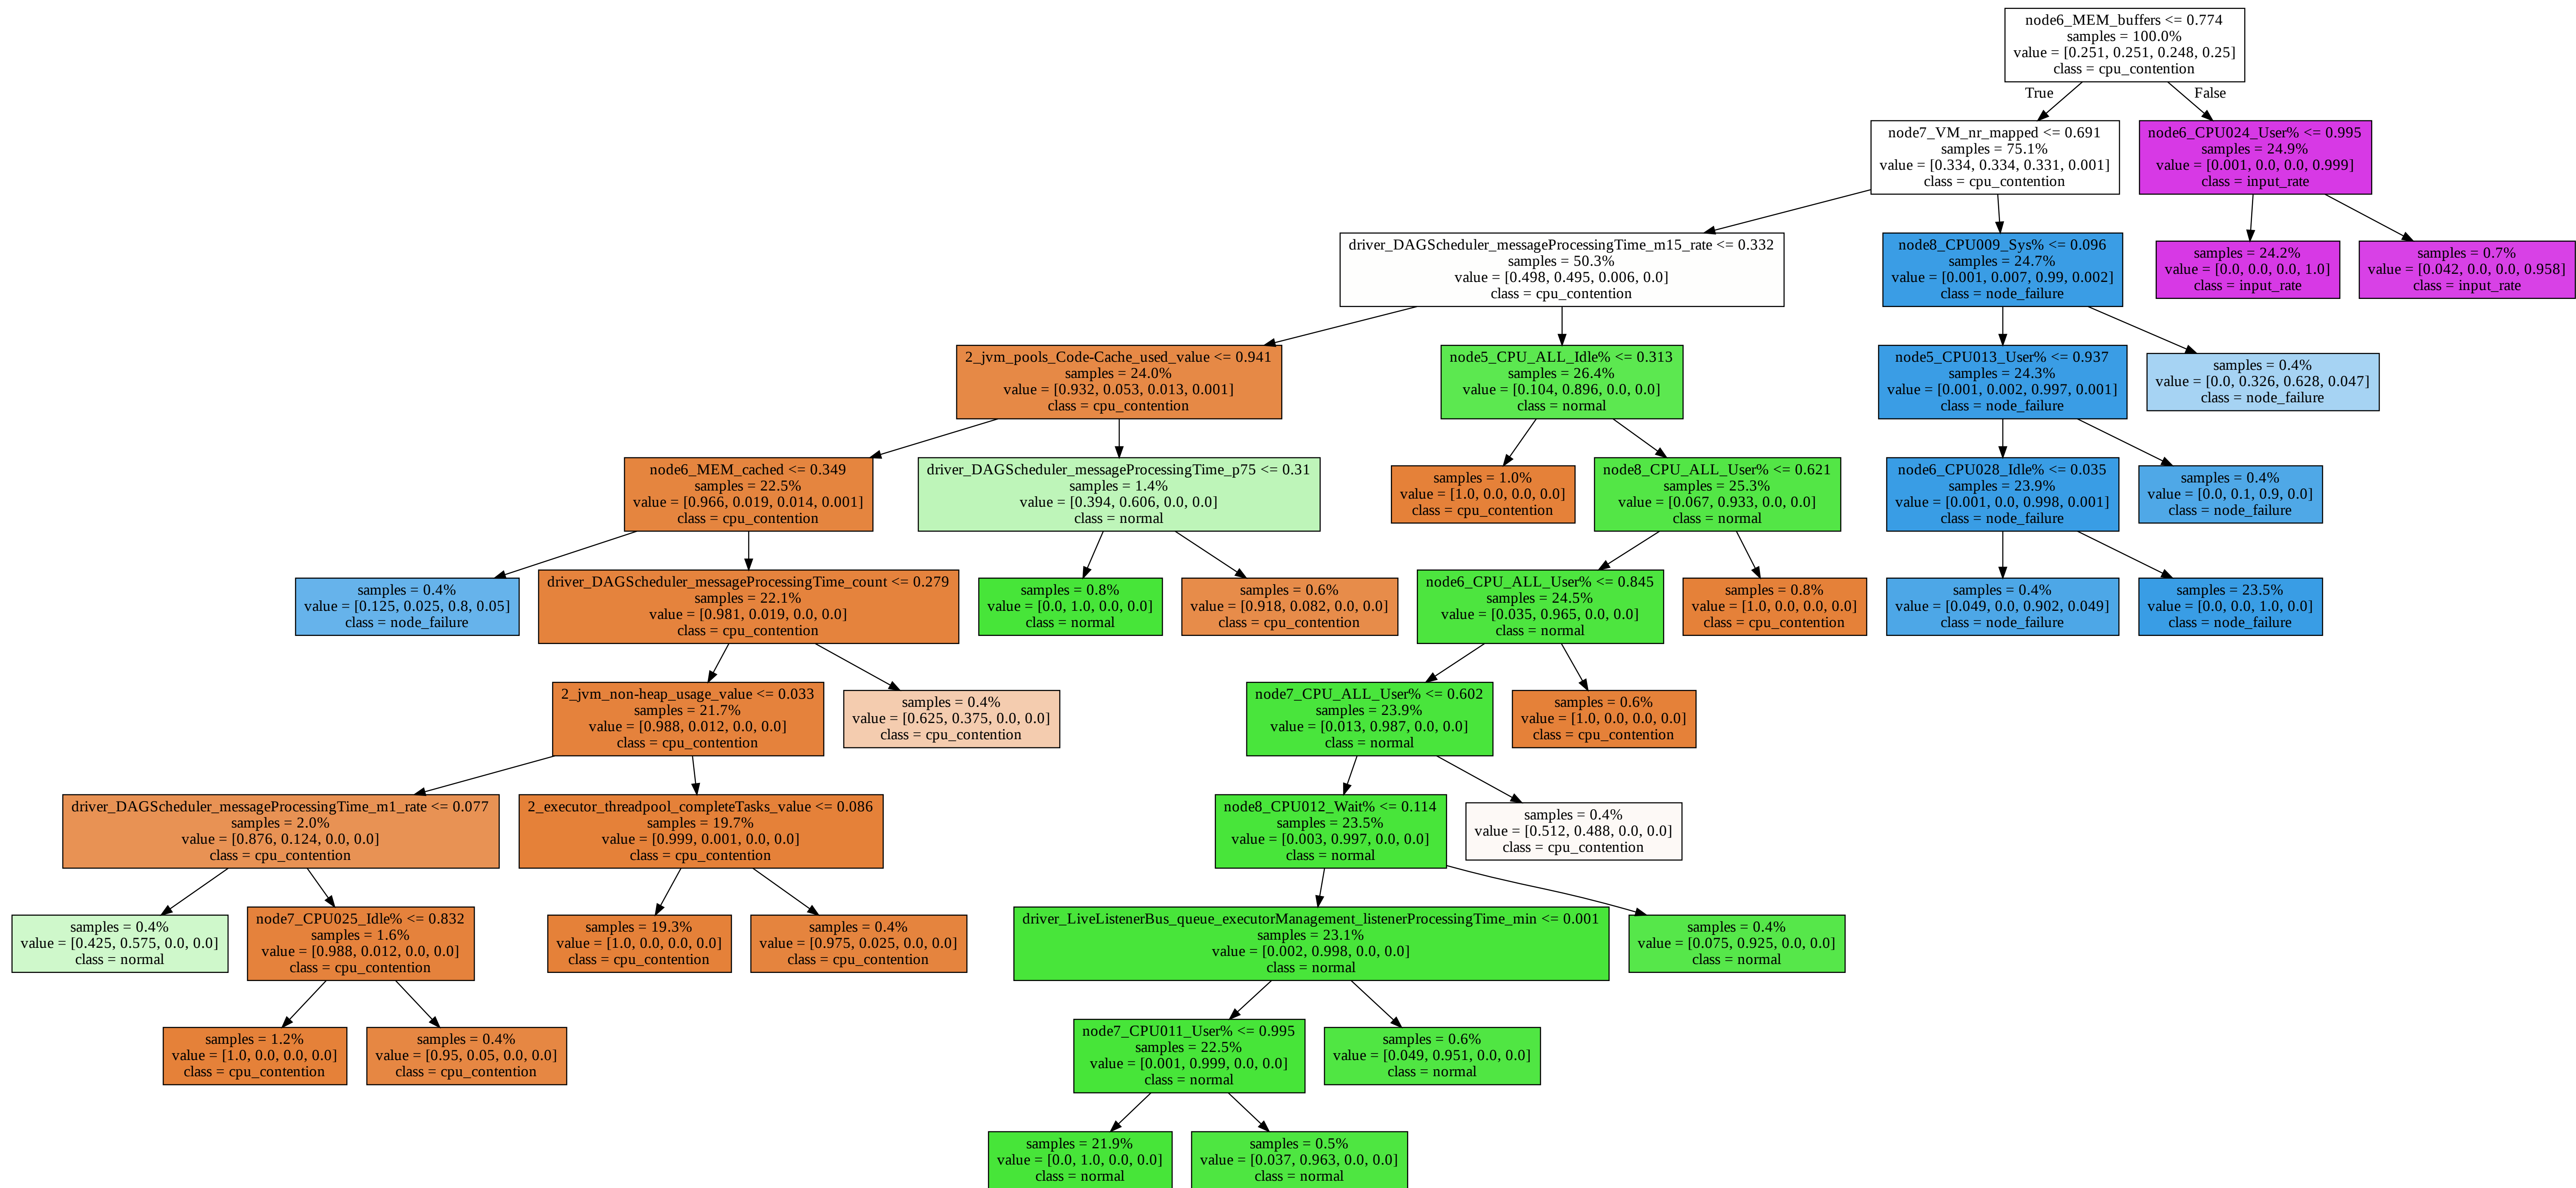 node6_MEM_buffers <= 0.774
samples = 100.0%
value = [0.251, 0.251, 0.248, 0.25]
class = cpu_contention
True
False
node7_VM_nr_mapped <= 0.691
samples = 75.1%
value = [0.334, 0.334, 0.331, 0.001]
class = cpu_contention
node6_CPU024_User% <= 0.995
samples = 24.9%
value = [0.001, 0.0, 0.0, 0.999]
class = input_rate
driver_DAGScheduler_messageProcessingTime_m15_rate <= 0.332
samples = 50.3%
value = [0.498, 0.495, 0.006, 0.0]
class = cpu_contention
node8_CPU009_Sys% <= 0.096
samples = 24.7%
value = [0.001, 0.007, 0.99, 0.002]
class = node_failure
samples = 24.2%
value = [0.0, 0.0, 0.0, 1.0]
class = input_rate
samples = 0.7%
value = [0.042, 0.0, 0.0, 0.958]
class = input_rate
2_jvm_pools_Code-Cache_used_value <= 0.941
samples = 24.0%
value = [0.932, 0.053, 0.013, 0.001]
class = cpu_contention
node5_CPU_ALL_Idle% <= 0.313
samples = 26.4%
value = [0.104, 0.896, 0.0, 0.0]
class = normal
node5_CPU013_User% <= 0.937
samples = 24.3%
value = [0.001, 0.002, 0.997, 0.001]
class = node_failure
samples = 0.4%
value = [0.0, 0.326, 0.628, 0.047]
class = node_failure
node6_MEM_cached <= 0.349
samples = 22.5%
value = [0.966, 0.019, 0.014, 0.001]
class = cpu_contention
driver_DAGScheduler_messageProcessingTime_p75 <= 0.31
samples = 1.4%
value = [0.394, 0.606, 0.0, 0.0]
class = normal
samples = 1.0%
value = [1.0, 0.0, 0.0, 0.0]
class = cpu_contention
node8_CPU_ALL_User% <= 0.621
samples = 25.3%
value = [0.067, 0.933, 0.0, 0.0]
class = normal
node6_CPU028_Idle% <= 0.035
samples = 23.9%
value = [0.001, 0.0, 0.998, 0.001]
class = node_failure
samples = 0.4%
value = [0.0, 0.1, 0.9, 0.0]
class = node_failure
samples = 0.4%
value = [0.125, 0.025, 0.8, 0.05]
class = node_failure
driver_DAGScheduler_messageProcessingTime_count <= 0.279
samples = 22.1%
value = [0.981, 0.019, 0.0, 0.0]
class = cpu_contention
samples = 0.8%
value = [0.0, 1.0, 0.0, 0.0]
class = normal
samples = 0.6%
value = [0.918, 0.082, 0.0, 0.0]
class = cpu_contention
node6_CPU_ALL_User% <= 0.845
samples = 24.5%
value = [0.035, 0.965, 0.0, 0.0]
class = normal
samples = 0.8%
value = [1.0, 0.0, 0.0, 0.0]
class = cpu_contention
samples = 0.4%
value = [0.049, 0.0, 0.902, 0.049]
class = node_failure
samples = 23.5%
value = [0.0, 0.0, 1.0, 0.0]
class = node_failure
2_jvm_non-heap_usage_value <= 0.033
samples = 21.7%
value = [0.988, 0.012, 0.0, 0.0]
class = cpu_contention
samples = 0.4%
value = [0.625, 0.375, 0.0, 0.0]
class = cpu_contention
node7_CPU_ALL_User% <= 0.602
samples = 23.9%
value = [0.013, 0.987, 0.0, 0.0]
class = normal
samples = 0.6%
value = [1.0, 0.0, 0.0, 0.0]
class = cpu_contention
driver_DAGScheduler_messageProcessingTime_m1_rate <= 0.077
samples = 2.0%
value = [0.876, 0.124, 0.0, 0.0]
class = cpu_contention
2_executor_threadpool_completeTasks_value <= 0.086
samples = 19.7%
value = [0.999, 0.001, 0.0, 0.0]
class = cpu_contention
node8_CPU012_Wait% <= 0.114
samples = 23.5%
value = [0.003, 0.997, 0.0, 0.0]
class = normal
samples = 0.4%
value = [0.512, 0.488, 0.0, 0.0]
class = cpu_contention
samples = 0.4%
value = [0.425, 0.575, 0.0, 0.0]
class = normal
node7_CPU025_Idle% <= 0.832
samples = 1.6%
value = [0.988, 0.012, 0.0, 0.0]
class = cpu_contention
samples = 19.3%
value = [1.0, 0.0, 0.0, 0.0]
class = cpu_contention
samples = 0.4%
value = [0.975, 0.025, 0.0, 0.0]
class = cpu_contention
driver_LiveListenerBus_queue_executorManagement_listenerProcessingTime_min <= 0.001
samples = 23.1%
value = [0.002, 0.998, 0.0, 0.0]
class = normal
samples = 0.4%
value = [0.075, 0.925, 0.0, 0.0]
class = normal
samples = 1.2%
value = [1.0, 0.0, 0.0, 0.0]
class = cpu_contention
samples = 0.4%
value = [0.95, 0.05, 0.0, 0.0]
class = cpu_contention
node7_CPU011_User% <= 0.995
samples = 22.5%
value = [0.001, 0.999, 0.0, 0.0]
class = normal
samples = 0.6%
value = [0.049, 0.951, 0.0, 0.0]
class = normal
samples = 21.9%
value = [0.0, 1.0, 0.0, 0.0]
class = normal
samples = 0.5%
value = [0.037, 0.963, 0.0, 0.0]
class = normal